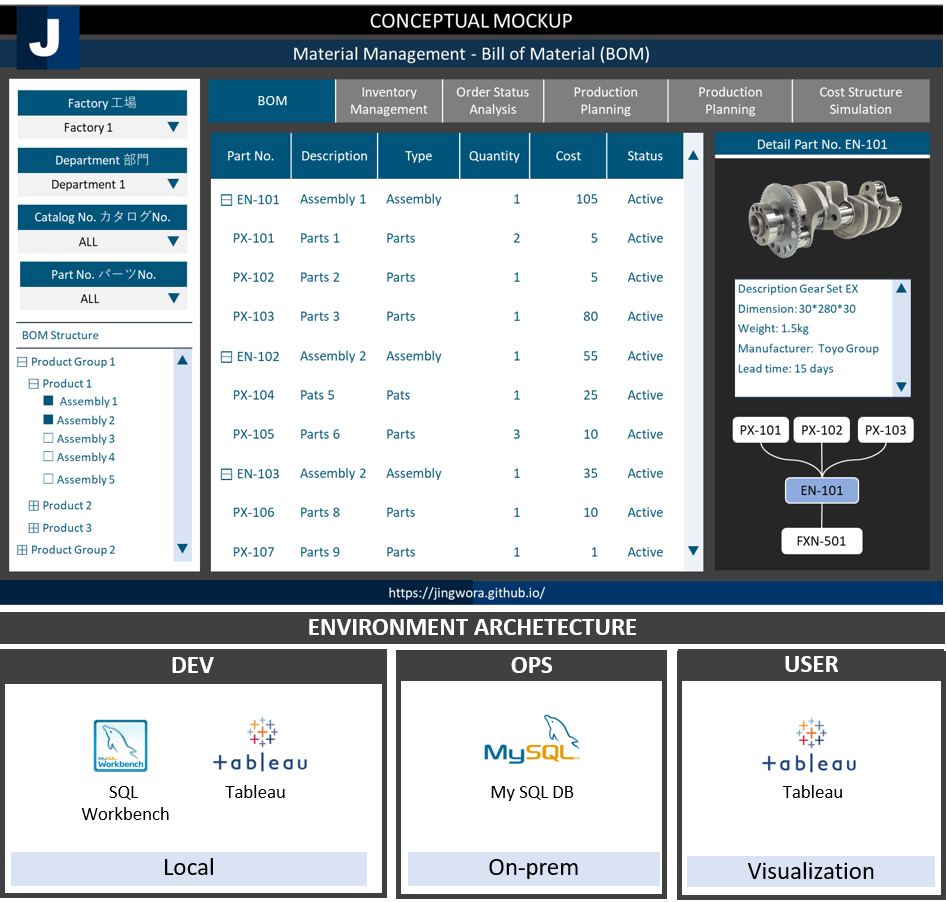 J
CONCEPTUAL MOCKUP
Material Management - Bill of Material (BOM)
Factory 工場
Factory 1
Department 部門
Department 1
Catalog No. カタログNo.
ALL
Part No. パーツNo.
ALL
BOM Structure
Product Group 1
Product 1
Assembly 1
Assembly 2
Assembly 3
Assembly 4
Assembly 5
Product 2
Product 3
Product Group 2
BOM
Inventory
Management
Order Status
Analysis
Production
Planning
Production
Planning
Cost Structure
Simulation
Part No. Description Type Quantity Cost Status
EN-101 Assembly 1 Assembly 1 105 Active
PX-101 Parts 1 Parts 2 5 Active
PX-102 Parts 2 Parts 1 5 Active
PX-103 Parts 3 Parts 1 80 Active
EN-102 Assembly 2 Assembly 1 55 Active
PX-104 Pats 5 Pats 1 25 Active
PX-105 Parts 6 Parts 3 10 Active
EN-103 Assembly 2 Assembly 1 35 Active
PX-106 Parts 8 Parts 1 10 Active
PX-107 Parts 9 Parts 1 1 Active
Detail Part No. EN-101
Description Gear Set EX
Dimension: 30*280*30
Weight: 1.5kg
Manufacturer: Toyo Group
Lead time: 15 days
PX-101 PX-102 PX-103
EN-101
FXN-501
https://jingwora.github.io/
ENVIRONMENT ARCHETECTURE
DEV
MySQL
Workbench
SQL
Workbench
tableau
Tableau
Local
OPS
MySQL
My SQL DB
On-prem
USER
tableau
Tableau
Visualization